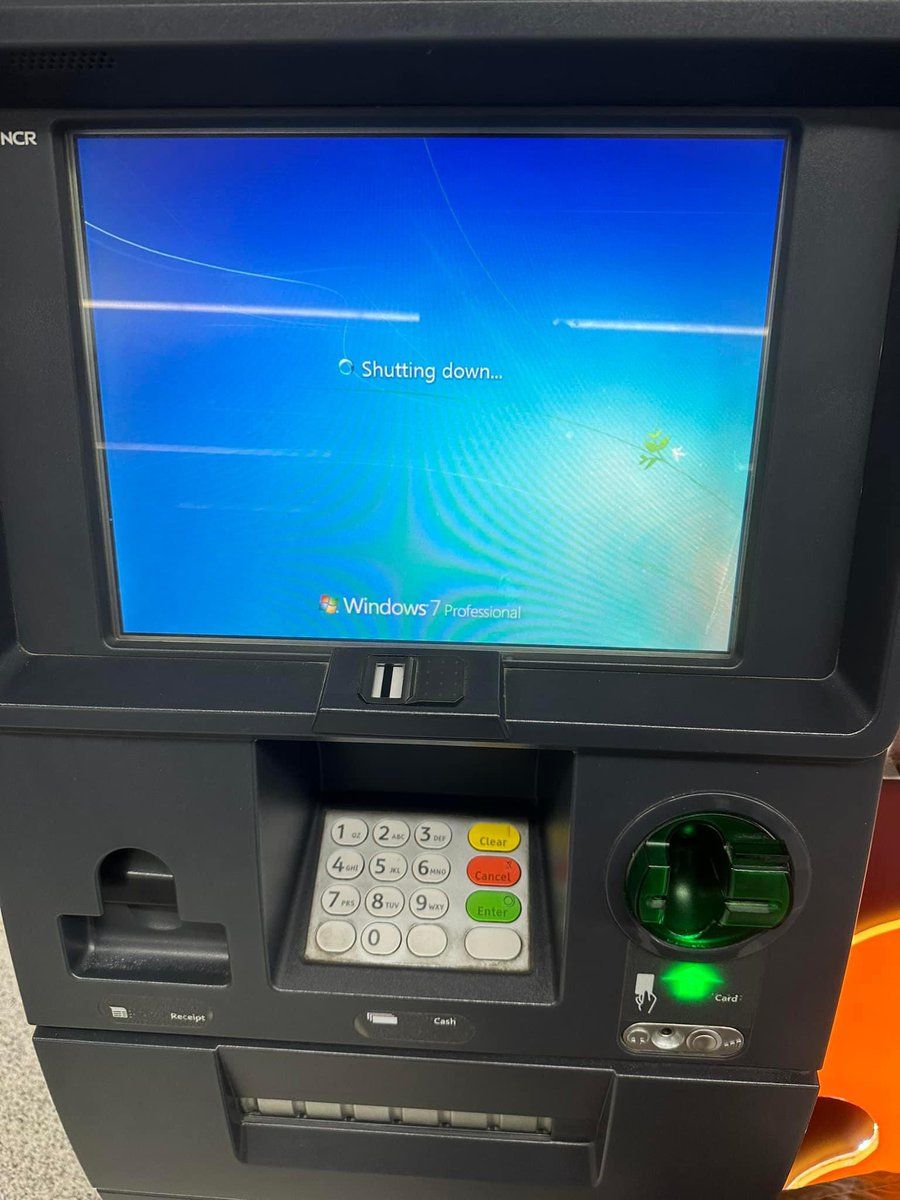 NCR
Shutting down...
Windows 7 Professional
1 QZ 2 ABC 3 DEF Clear
4 GHI 5 JKL 6 MNO Cancel
7 PRS 8 TUV 9 WXY Enter
0
Receipt
Cash
Card